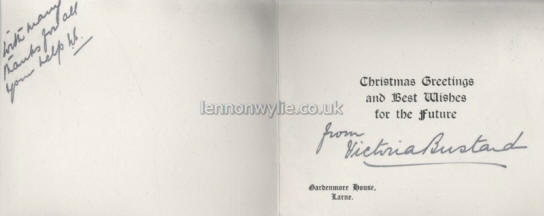 with many
thanks for all
your help
lennonwylie.co.uk
Christmas Greetings
and Best Wishes
for the Future
from
Victoria Bustard
Gardenmore House,
Larne.